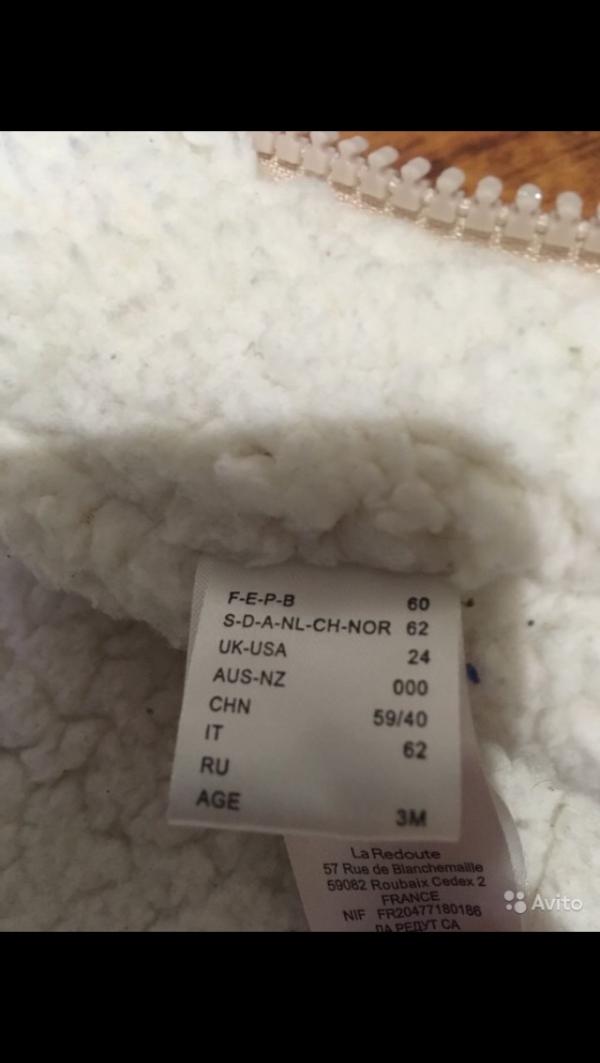 F-E-P-B 60
S-D-A-NL-CH-NOR 62
UK-USA 24
AUS-NZ 000
CHN 59/40
IT 62
RU
AGE 3M
La Redoute
57 Rue de Blanchemaille
59082 Roubaix Cedex 2
FRANCE
NIF FR20477180186
ЛА РЕДУТ СА
Avito